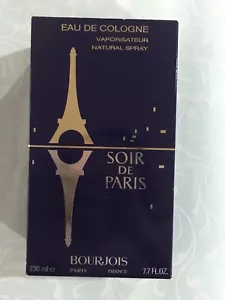 EAU DE COLOGNE
VAPORISATEUR
NATURAL SPRAY
SOIR
DE
PARIS
BOURJOIS
PARIS FRANCE
230 ml e 7.7 FL.OZ.